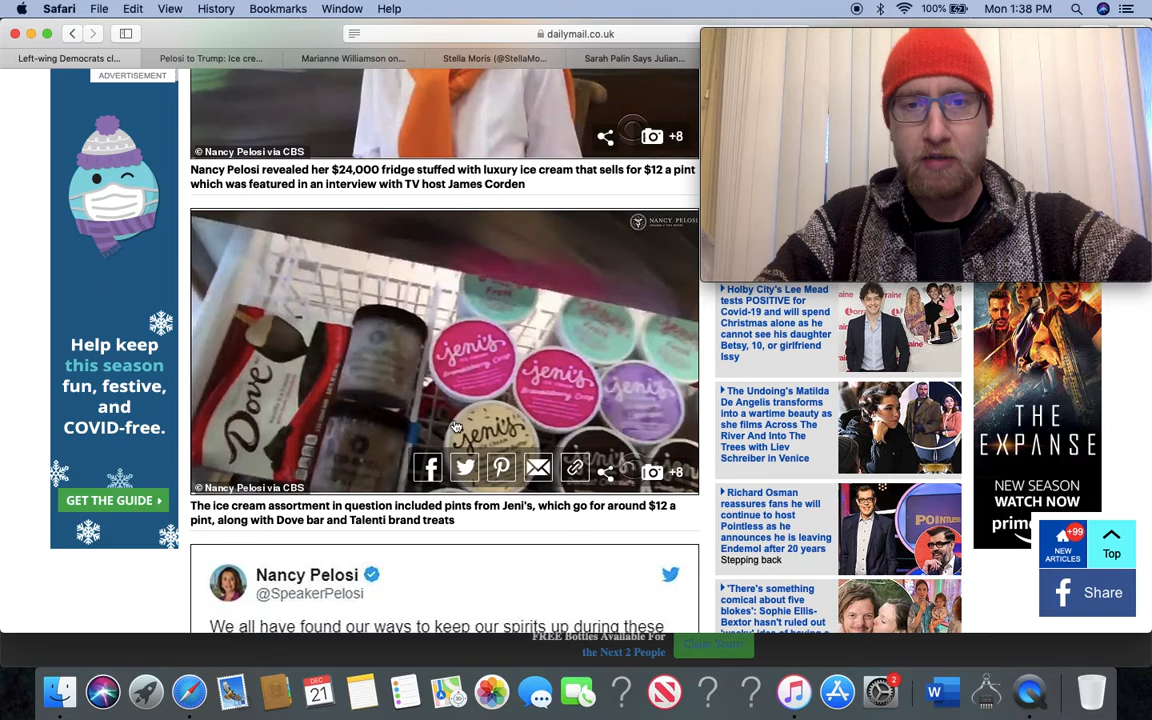 Safari File Edit View History Bookmarks Window Help
100% Mon 1:38 PM
dailymail.co.uk
Left-wing Democrats cl...
Pelosi to Trump: Ice cre...
Marianne Williamson on...
Stella Moris (@StellaMo...
Sarah Palin Says Julian...
ADVERTISEMENT
Help keep
this season
fun, festive,
and
COVID-free.
GET THE GUIDE
© Nancy Pelosi via CBS
+8
Nancy Pelosi revealed her $24,000 fridge stuffed with luxury ice cream that sells for $12 a pint
which was featured in an interview with TV host James Corden
NANCY PELOSI
Dove
jeni's
jeni's
jeni's
jeni's
© Nancy Pelosi via CBS
+8
The ice cream assortment in question included pints from Jeni's, which go for around $12 a
pint, along with Dove bar and Talenti brand treats
Nancy Pelosi
@SpeakerPelosi
We all have found our ways to keep our spirits up during these
FREE Bottles Available For
the Next 2 People
Holby City's Lee Mead
tests POSITIVE for
Covid-19 and will spend
Christmas alone as he
cannot see his daughter
Betsy, 10, or girlfriend
Issy
The Undoing's Matilda
De Angelis transforms
into a wartime beauty as
she films Across The
River And Into The
Trees with Liev
Schreiber in Venice
Richard Osman
reassures fans he will
continue to host
Pointless as he
announces he is leaving
Endemol after 20 years
Stepping back
POINTLESS
'There's something
comical about five
blokes': Sophie Ellis-
Bextor hasn't ruled out
THE
EXPANSE
NEW SEASON
WATCH NOW
prime
+99
NEW
ARTICLES
Top
Share
DEC
21
2